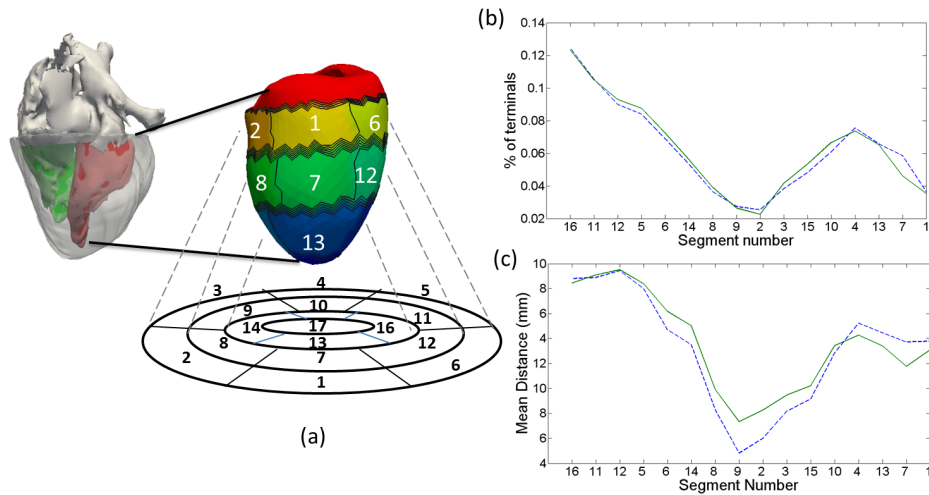 2 1 6
8 7 12
13
3 4 5
9 10 11
14 17 16
8 13 12
2 7 6
1
(a)
(b)
0.14
0.12
0.1
0.08
0.06
0.04
0.02
% of terminals
16 11 12 5 6 14 8 9 2 3 15 10 4 13 7 1
Segment number
(c)
10
8
6
4
12
10
8
6
4
Mean Distance (mm)
16 11 12 5 6 14 8 9 2 3 15 10 4 13 7 1
Segment Number